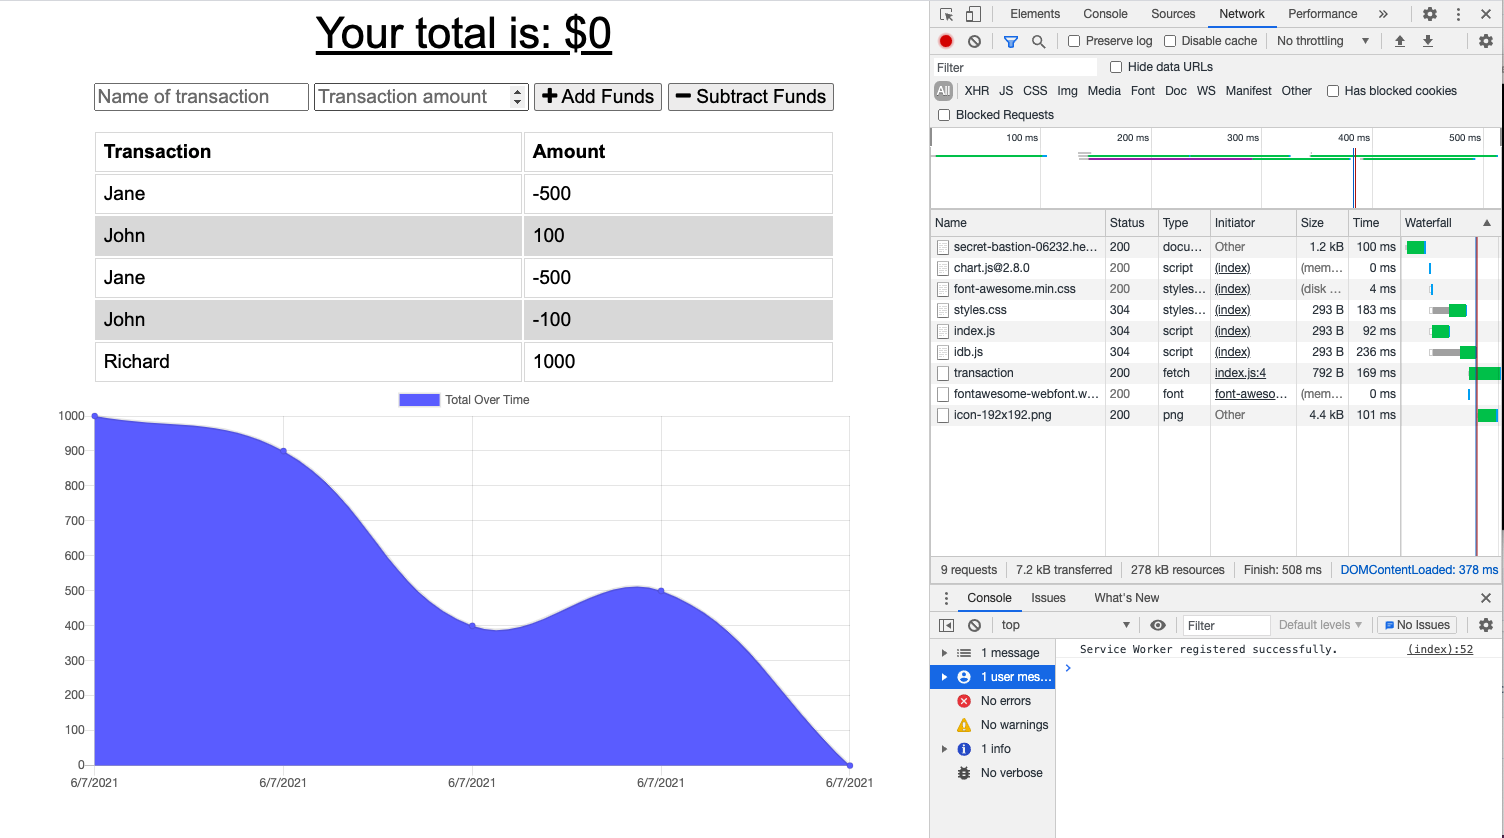 Your total is: $0
Name of transaction Transaction amount Add Funds Subtract Funds
Transaction Amount
Jane -500
John 100
Jane -500
John -100
Richard 1000
Total Over Time
1000
900
800
700
600
500
400
300
200
100
0
6/7/2021 6/7/2021 6/7/2021 6/7/2021 6/7/2021
Elements Console Sources Network Performance »
Preserve log Disable cache No throttling
Filter Hide data URLs
All XHR JS CSS Img Media Font Doc WS Manifest Other Has blocked cookies
Blocked Requests
100 ms 200 ms 300 ms 400 ms 500 ms
Name Status Type Initiator Size Time Waterfall
secret-bastion-06232.he... 200 docu... Other 1.2 kB 100 ms
chart.js@2.8.0 200 script (index) (mem... 0 ms
font-awesome.min.css 200 styles... (index) (disk ... 4 ms
styles.css 304 styles... (index) 293 B 183 ms
index.js 304 script (index) 293 B 92 ms
idb.js 304 script (index) 293 B 236 ms
transaction 200 fetch index.js:4 792 B 169 ms
fontawesome-webfont.w... 200 font font-aweso... (mem... 0 ms
icon-192x192.png 200 png Other 4.4 kB 101 ms
9 requests 7.2 kB transferred 278 kB resources Finish: 508 ms DOMContentLoaded: 378 ms
Console Issues What's New
top Filter Default levels No Issues
1 message
1 user mes...
No errors
No warnings
1 info
No verbose
Service Worker registered successfully. (index):52